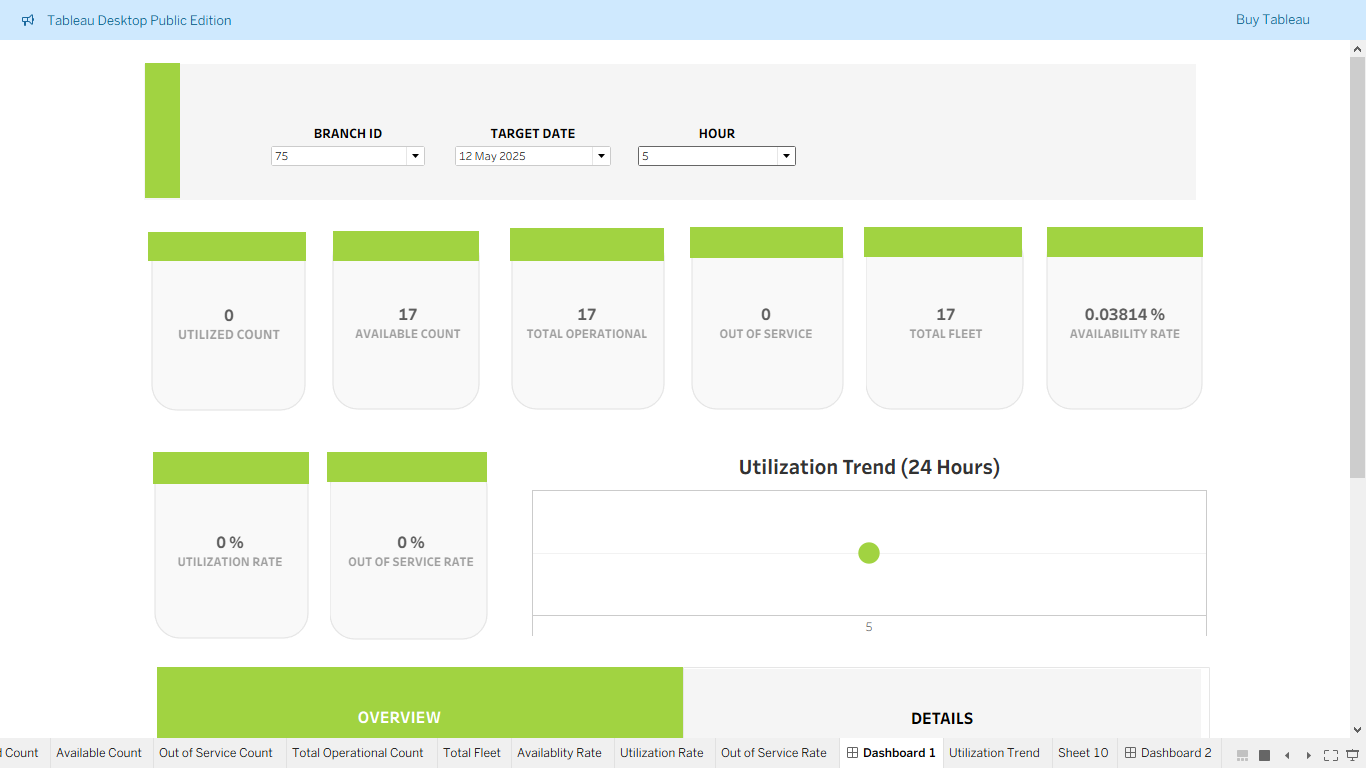 Tableau Desktop Public Edition
Buy Tableau
BRANCH ID
TARGET DATE
HOUR
75
12 May 2025
5
0
UTILIZED COUNT
17
AVAILABLE COUNT
17
TOTAL OPERATIONAL
0
OUT OF SERVICE
17
TOTAL FLEET
0.03814 %
AVAILABILITY RATE
0 %
UTILIZATION RATE
0 %
OUT OF SERVICE RATE
Utilization Trend (24 Hours)
5
OVERVIEW
DETAILS
d Count
Available Count
Out of Service Count
Total Operational Count
Total Fleet
Availablity Rate
Utilization Rate
Out of Service Rate
Dashboard 1
Utilization Trend
Sheet 10
Dashboard 2